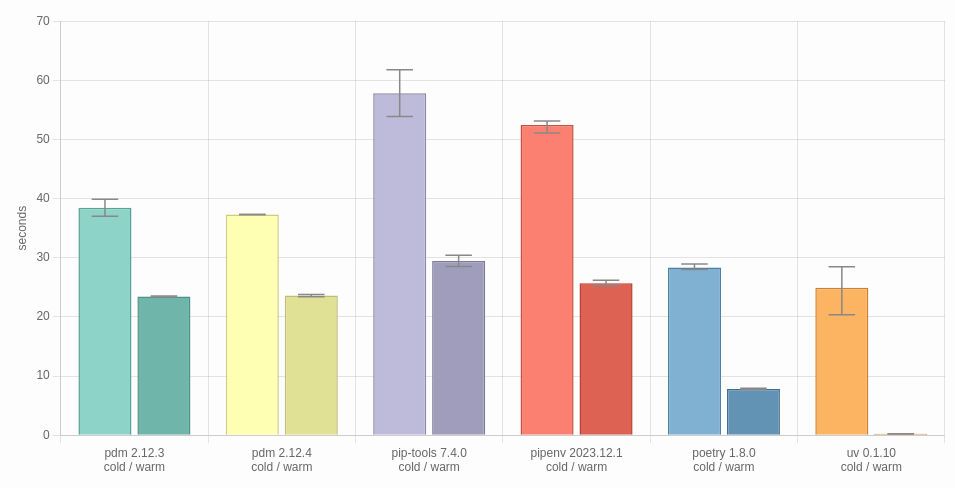 70
60
50
40
30
20
10
0
seconds
pdm 2.12.3
cold / warm
pdm 2.12.4
cold / warm
pip-tools 7.4.0
cold / warm
pipenv 2023.12.1
cold / warm
poetry 1.8.0
cold / warm
uv 0.1.10
cold / warm